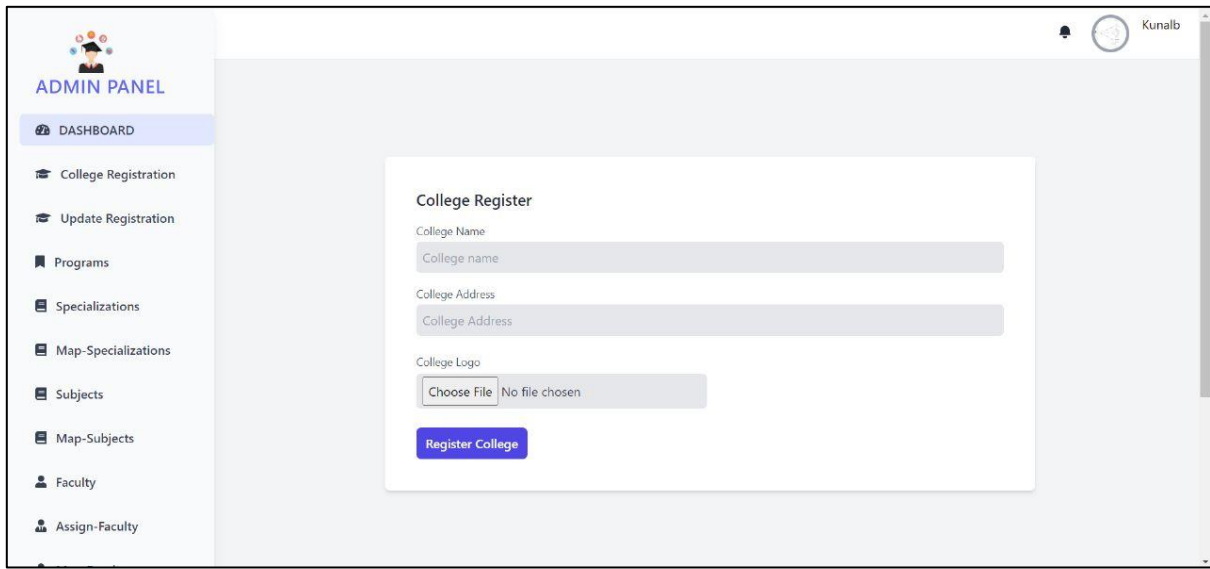 Kunalb
ADMIN PANEL
DASHBOARD
College Registration
Update Registration
Programs
Specializations
Map-Specializations
Subjects
Map-Subjects
Faculty
Assign-Faculty
College Register
College Name
College name
College Address
College Address
College Logo
Choose File No file chosen
Register College